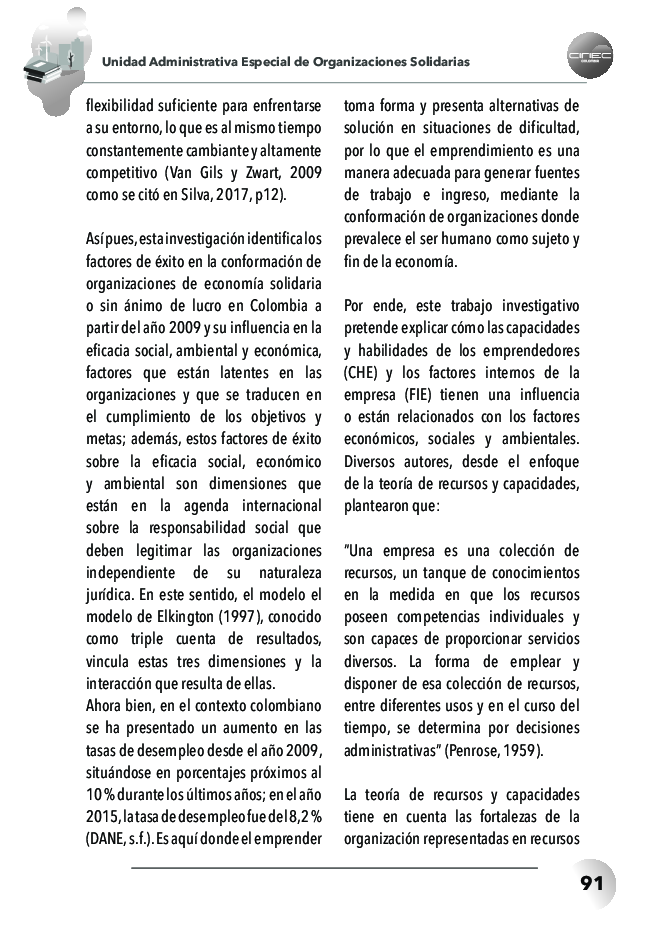 Unidad Administrativa Especial de Organizaciones Solidarias
CINEC
COLOMBIA
flexibilidad suficiente para enfrentarse
a su entorno, lo que es al mismo tiempo
constantemente cambiante y altamente
competitivo (Van Gils y Zwart, 2009
como se citó en Silva, 2017, p12).
Así pues, esta investigación identifica los
factores de éxito en la conformación de
organizaciones de economía solidaria
o sin ánimo de lucro en Colombia a
partir del año 2009 y su influencia en la
eficacia social, ambiental y económica,
factores que están latentes en las
organizaciones y que se traducen en
el cumplimiento de los objetivos y
metas; además, estos factores de éxito
sobre la eficacia social, económico
y ambiental son dimensiones que
están en la agenda internacional
sobre la responsabilidad social que
deben legitimar las organizaciones
independiente de su naturaleza
jurídica. En este sentido, el modelo el
modelo de Elkington (1997), conocido
como triple cuenta de resultados,
vincula estas tres dimensiones y la
interacción que resulta de ellas.
Ahora bien, en el contexto colombiano
se ha presentado un aumento en las
tasas de desempleo desde el año 2009,
situándose en porcentajes próximos al
10 % durante los últimos años; en el año
2015, la tasa de desempleo fue del 8,2 %
(DANE, s.f.). Es aquí donde el emprender
toma forma y presenta alternativas de
solución en situaciones de dificultad,
por lo que el emprendimiento es una
manera adecuada para generar fuentes
de trabajo e ingreso, mediante la
conformación de organizaciones donde
prevalece el ser humano como sujeto y
fin de la economía.
Por ende, este trabajo investigativo
pretende explicar cómo las capacidades
y habilidades de los emprendedores
(CHE) y los factores internos de la
empresa (FIE) tienen una influencia
o están relacionados con los factores
económicos, sociales y ambientales.
Diversos autores, desde el enfoque
de la teoría de recursos y capacidades,
plantearon que:
"Una empresa es una colección de
recursos, un tanque de conocimientos
en la medida en que los recursos
poseen competencias individuales y
son capaces de proporcionar servicios
diversos. La forma de emplear y
disponer de esa colección de recursos,
entre diferentes usos y en el curso del
tiempo, se determina por decisiones
administrativas" (Penrose, 1959).
La teoría de recursos y capacidades
tiene en cuenta las fortalezas de la
organización representadas en recursos
91